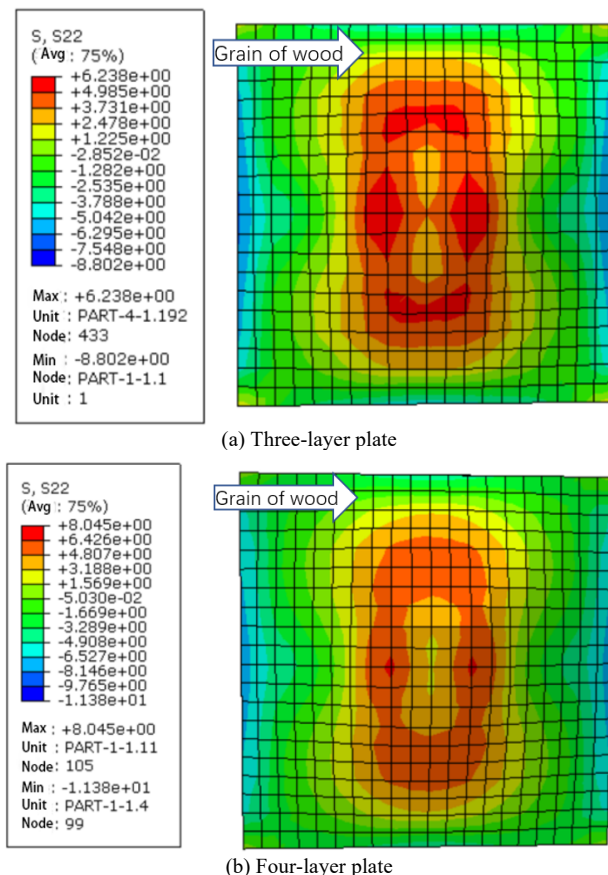 S, S22
(Avg : 75%)
+6.238e+00
+4.985e+00
+3.731e+00
+2.478e+00
+1.225e+00
-2.852e-02
-1.282e+00
-2.535e+00
-3.788e+00
-5.042e+00
-6.295e+00
-7.548e+00
-8.802e+00
Max : +6.238e+00
Unit : PART-4-1.192
Node: 433
Min : -8.802e+00
Node: PART-1-1.1
Unit : 1
Grain of wood
(a) Three-layer plate
S, S22
(Avg : 75%)
+8.045e+00
+6.426e+00
+4.807e+00
+3.188e+00
+1.569e+00
-5.030e-02
-1.669e+00
-3.289e+00
-4.908e+00
-6.527e+00
-8.146e+00
-9.765e+00
-1.138e+01
Max : +8.045e+00
Unit : PART-1-1.11
Node: 105
Min : -1.138e+01
Unit : PART-1-1.4
Node: 99
Grain of wood
(b) Four-layer plate